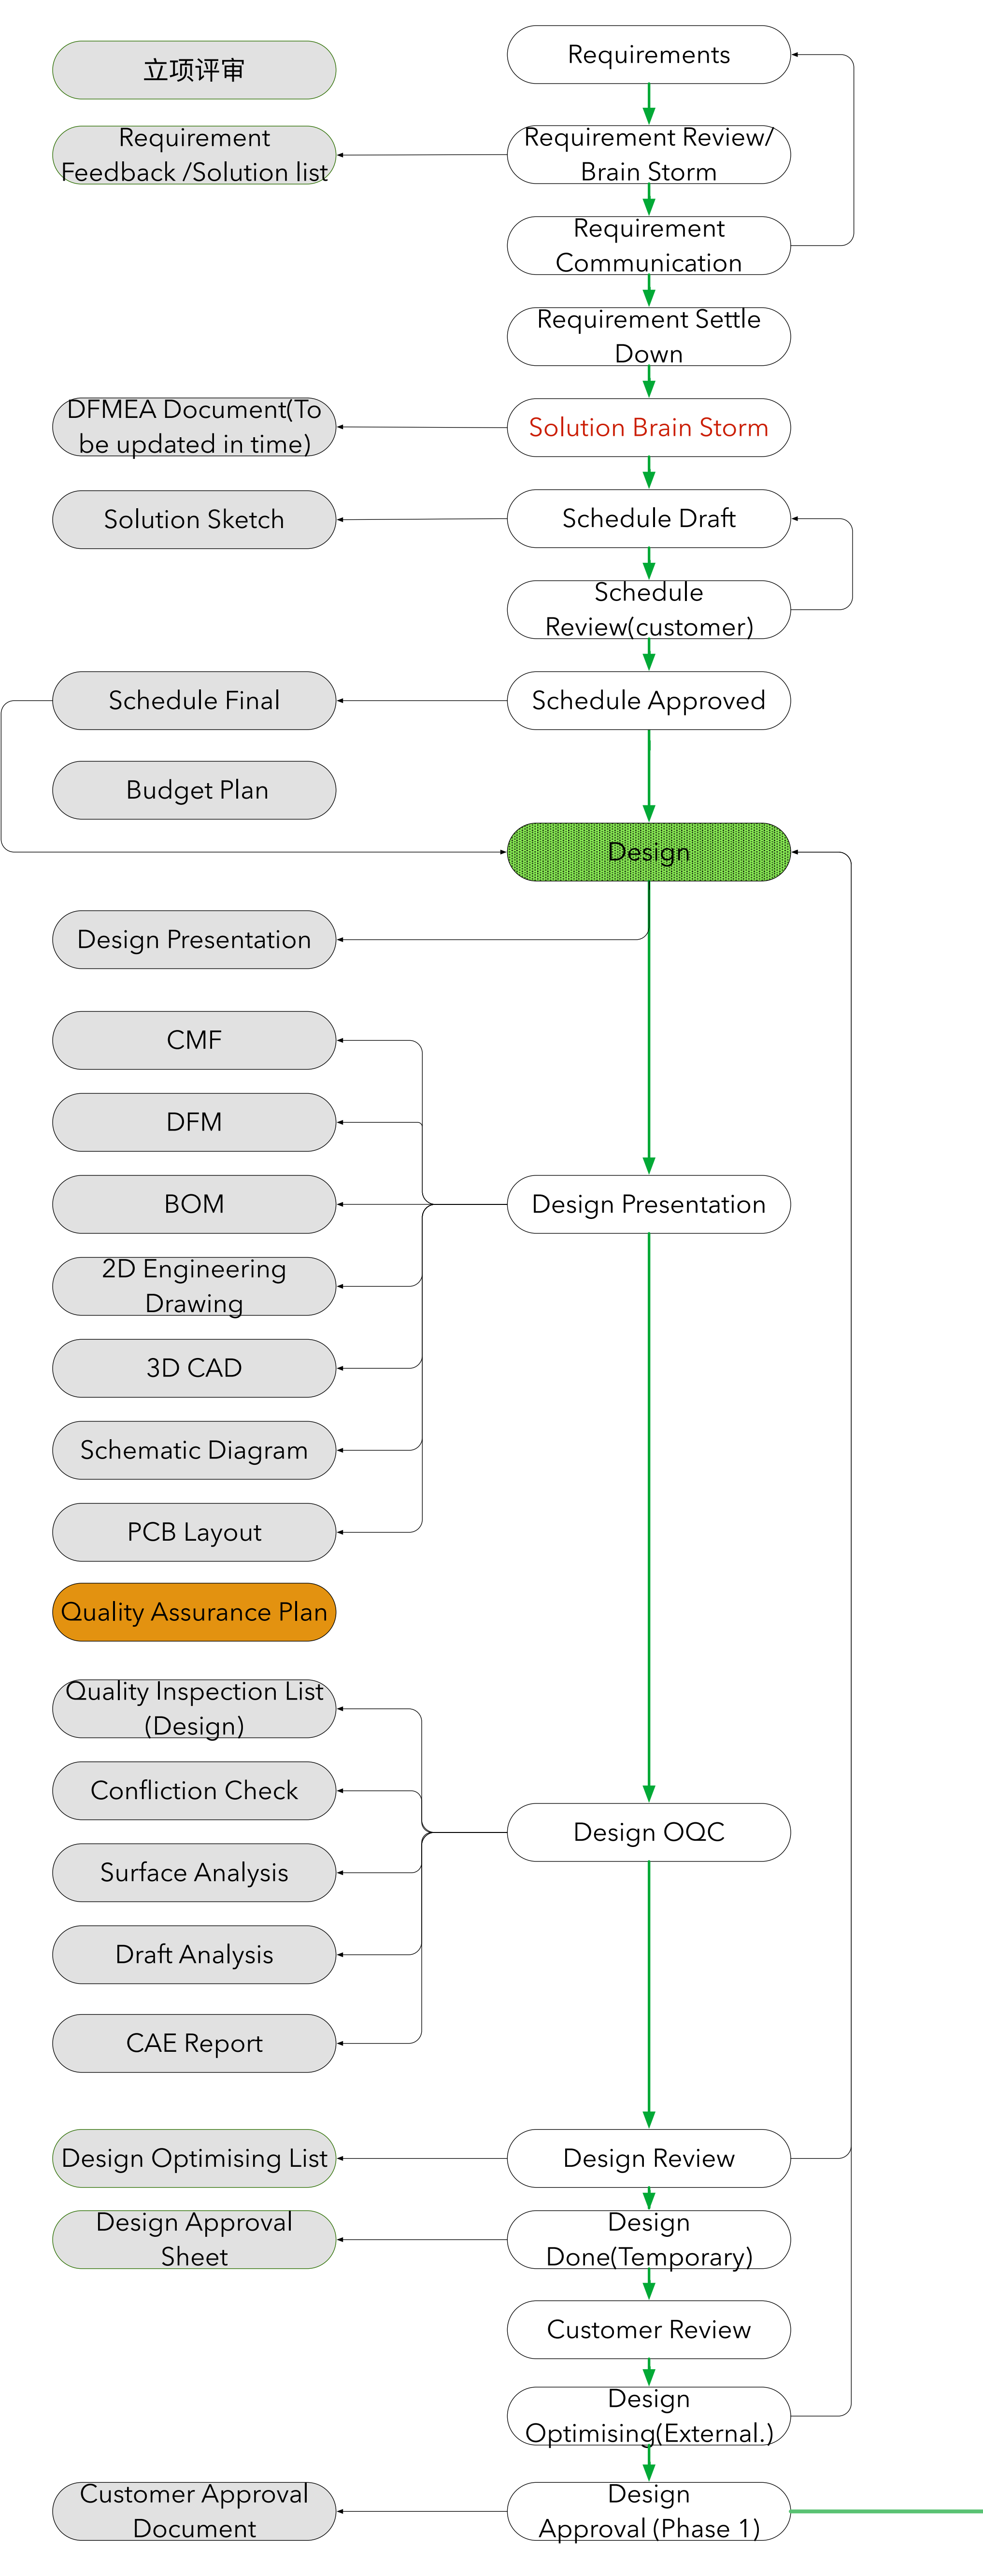 立项评审
Requirements
Requirement
Feedback /Solution list
Requirement Review/
Brain Storm
Requirement
Communication
Requirement Settle
Down
DFMEA Document(To
be updated in time)
Solution Brain Storm
Solution Sketch
Schedule Draft
Schedule
Review(customer)
Schedule Final
Schedule Approved
Budget Plan
Design
Design Presentation
CMF
DFM
BOM
Design Presentation
2D Engineering
Drawing
3D CAD
Schematic Diagram
PCB Layout
Quality Assurance Plan
Quality Inspection List
(Design)
Confliction Check
Design OQC
Surface Analysis
Draft Analysis
CAE Report
Design Optimising List
Design Review
Design Approval
Sheet
Design
Done(Temporary)
Customer Review
Design
Optimising(External.)
Customer Approval
Document
Design
Approval (Phase 1)